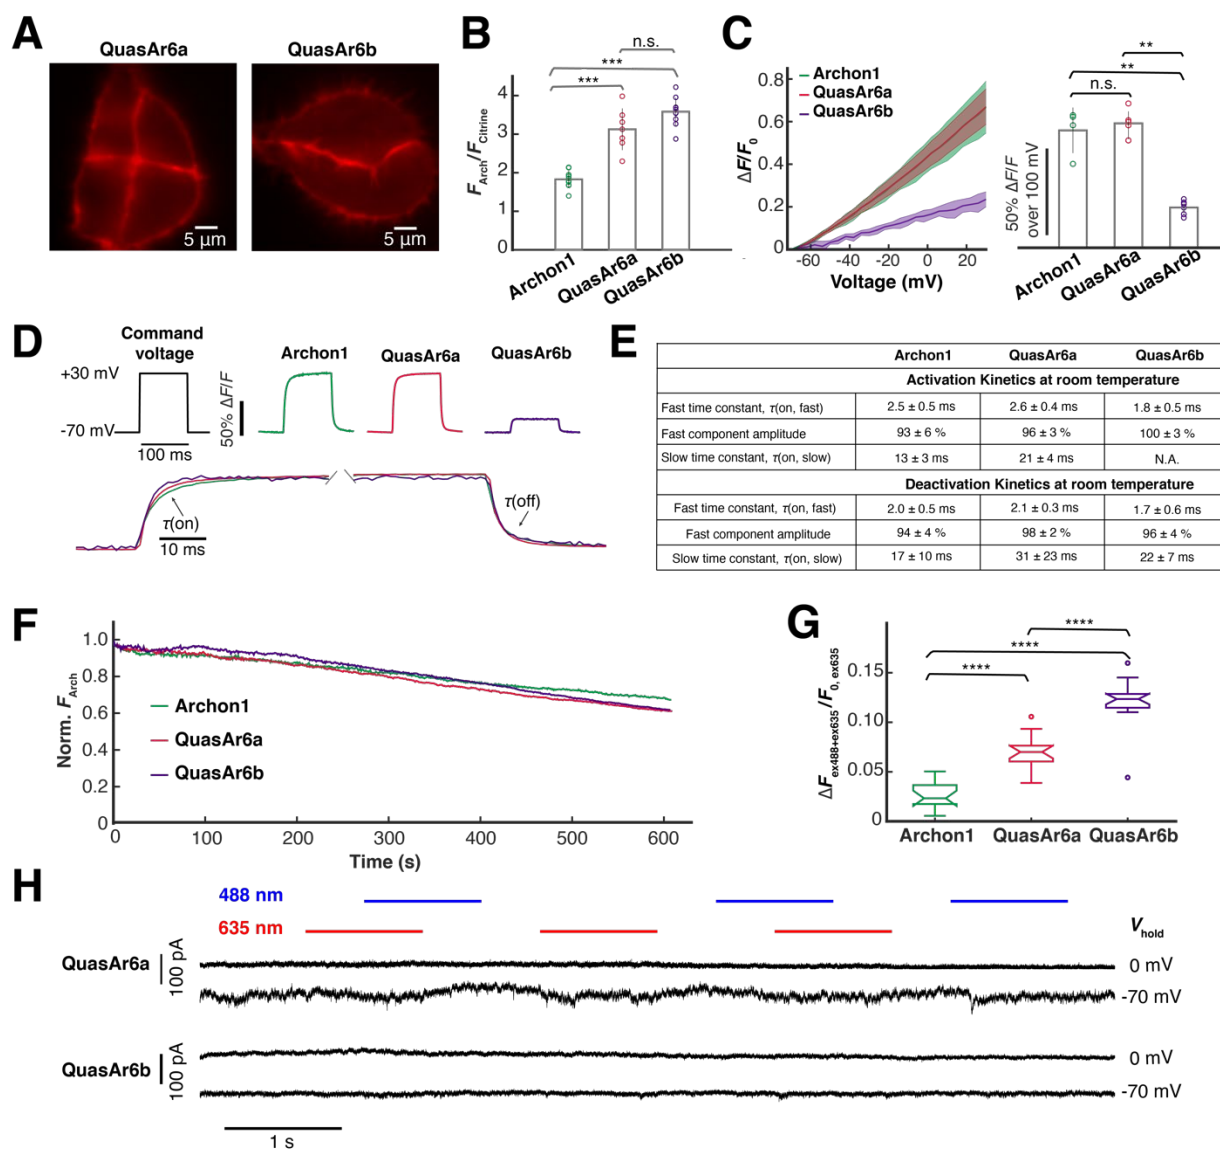 A
QuasAr6a
QuasAr6b
5 µm
5 µm
B
n.s.
***
***
F Arch/F Citrine
4
3
2
1
0
Archon1
QuasAr6a
QuasAr6b
C
Archon1
QuasAr6a
QuasAr6b
ΔF/F0
0.8
0.6
0.4
0.2
0
-60
-40
-20
0
20
Voltage (mV)
**
**
n.s.
50% ΔF/F
over 100 mV
Archon1
QuasAr6a
QuasAr6b
D
Command
voltage
+30 mV
-70 mV
100 ms
50% ΔF/F
Archon1
QuasAr6a
QuasAr6b
τ(on)
10 ms
τ(off)
E
Archon1 QuasAr6a QuasAr6b
Activation Kinetics at room temperature
Fast time constant, τ(on, fast) 2.5 ± 0.5 ms 2.6 ± 0.4 ms 1.8 ± 0.5 ms
Fast component amplitude 93 ± 6 % 96 ± 3 % 100 ± 3 %
Slow time constant, τ(on, slow) 13 ± 3 ms 21 ± 4 ms N.A.
Deactivation Kinetics at room temperature
Fast time constant, τ(on, fast) 2.0 ± 0.5 ms 2.1 ± 0.3 ms 1.7 ± 0.6 ms
Fast component amplitude 94 ± 4 % 98 ± 2 % 96 ± 4 %
Slow time constant, τ(on, slow) 17 ± 10 ms 31 ± 23 ms 22 ± 7 ms
F
Norm. F Arch
1.0
0.8
0.6
0.4
0.2
0
Archon1
QuasAr6a
QuasAr6b
0
100
200
300
400
500
600
Time (s)
G
****
****
****
ΔF ex488+ex635/F 0, ex635
0.15
0.10
0.05
0
Archon1
QuasAr6a
QuasAr6b
H
488 nm
635 nm
V hold
QuasAr6a
100 pA
0 mV
-70 mV
QuasAr6b
100 pA
0 mV
-70 mV
1 s